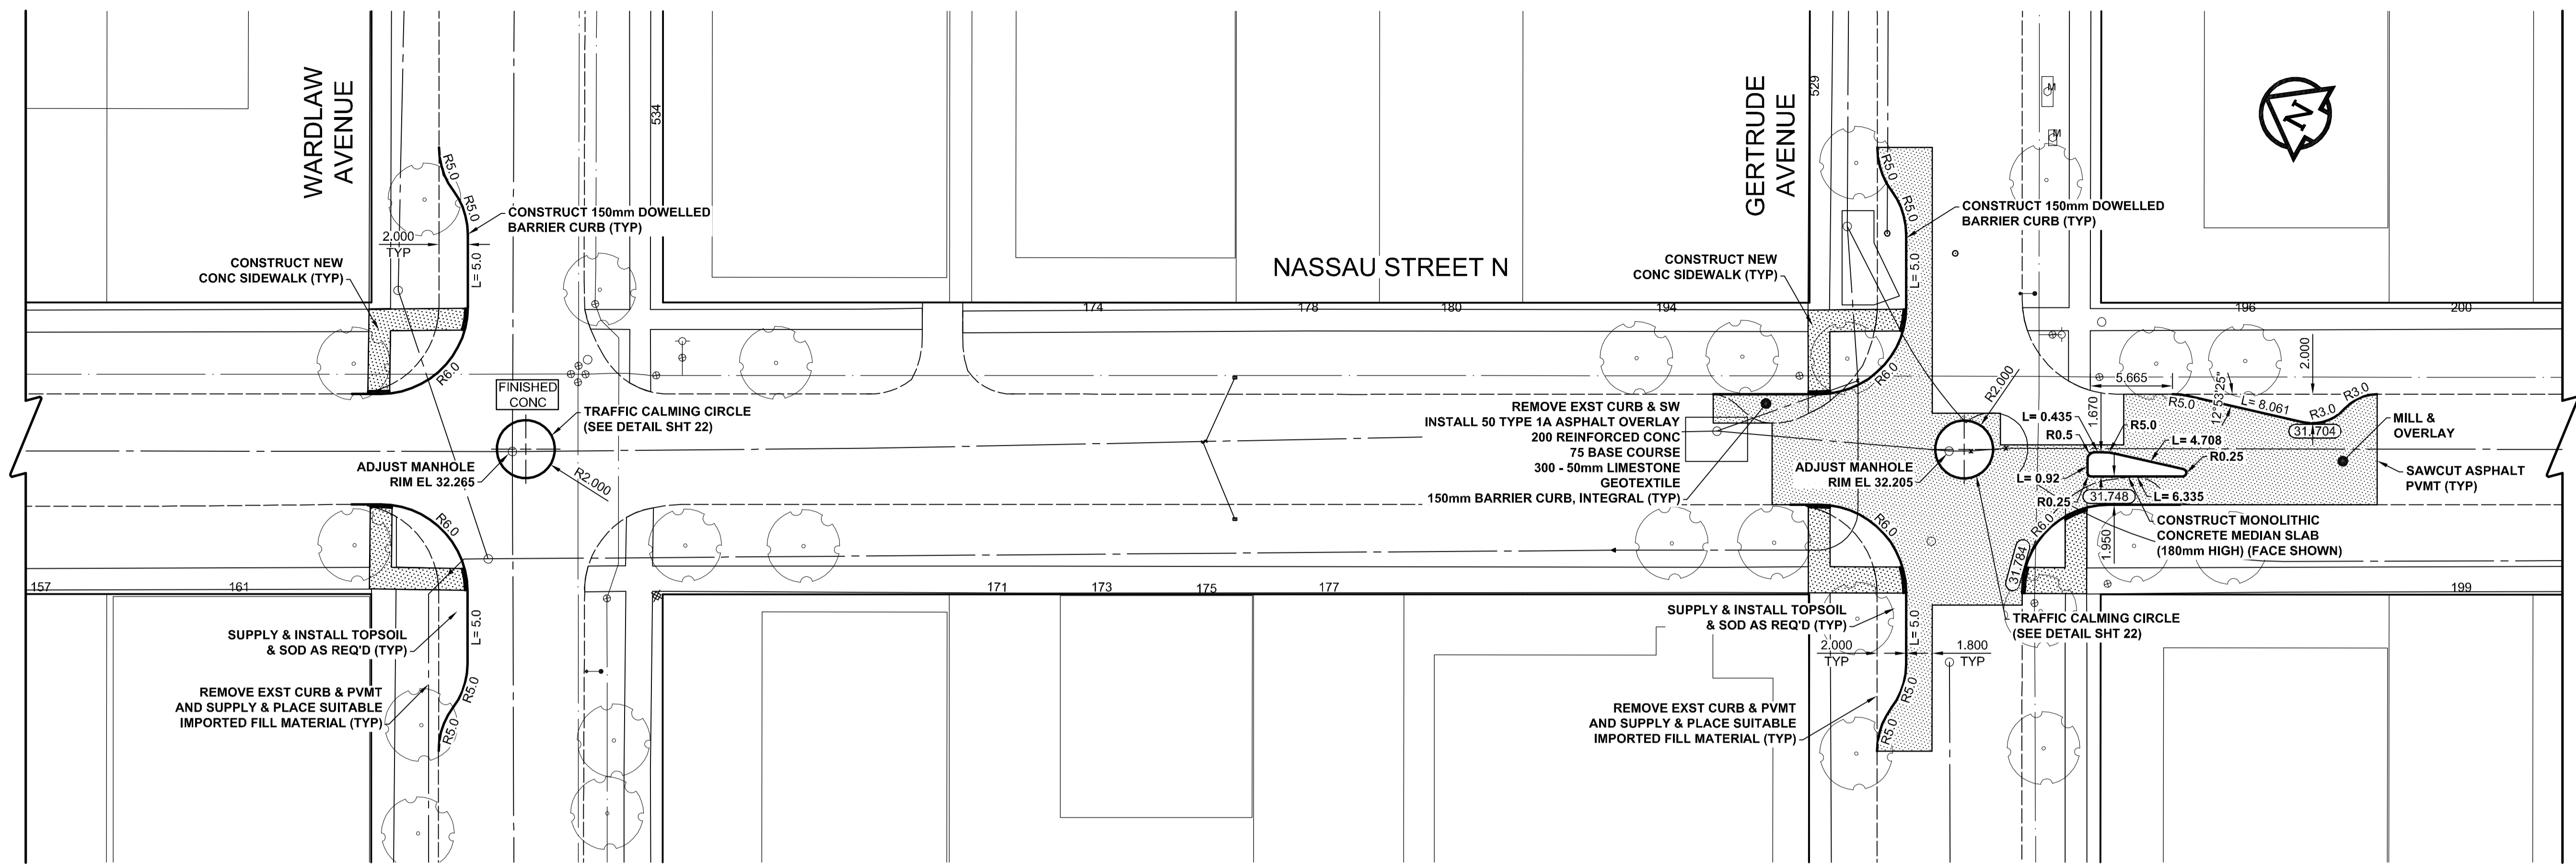 WARDLAW
AVENUE
534
GERTRUDE
AVENUE
529
M
M
N
R5.0
R5.0
CONSTRUCT 150mm DOWELLED
BARRIER CURB (TYP)
2.000
TYP
L= 5.0
CONSTRUCT NEW
CONC SIDEWALK (TYP)
R6.0
FINISHED
CONC
TRAFFIC CALMING CIRCLE
(SEE DETAIL SHT 22)
ADJUST MANHOLE
RIM EL 32.265
R2.000
R6.0
157
161
L= 5.0
SUPPLY & INSTALL TOPSOIL
& SOD AS REQ'D (TYP)
R5.0
REMOVE EXST CURB & PVMT
AND SUPPLY & PLACE SUITABLE
IMPORTED FILL MATERIAL (TYP)
R5.0
NASSAU STREET N
174
178
180
194
171
173
175
177
R5.0
R5.0
CONSTRUCT 150mm DOWELLED
BARRIER CURB (TYP)
L= 5.0
CONSTRUCT NEW
CONC SIDEWALK (TYP)
R6.0
REMOVE EXST CURB & SW
INSTALL 50 TYPE 1A ASPHALT OVERLAY
200 REINFORCED CONC
75 BASE COURSE
300 - 50mm LIMESTONE
GEOTEXTILE
150mm BARRIER CURB, INTEGRAL (TYP)
ADJUST MANHOLE
RIM EL 32.205
R2.000
196
200
2.000
5.665
1.670
R5.0
12°53'25"
L= 8.061
R3.0
R3.0
31.704
MILL &
OVERLAY
L= 0.435
R0.5
R5.0
L= 4.708
R0.25
SAWCUT ASPHALT
PVMT (TYP)
L= 0.92
R0.25
31.748
L= 6.335
CONSTRUCT MONOLITHIC
CONCRETE MEDIAN SLAB
(180mm HIGH) (FACE SHOWN)
1.950
R6.0
R6.0
31.784
199
TRAFFIC CALMING CIRCLE
(SEE DETAIL SHT 22)
SUPPLY & INSTALL TOPSOIL
& SOD AS REQ'D (TYP)
L= 5.0
2.000
TYP
1.800
TYP
R5.0
REMOVE EXST CURB & PVMT
AND SUPPLY & PLACE SUITABLE
IMPORTED FILL MATERIAL (TYP)
R5.0